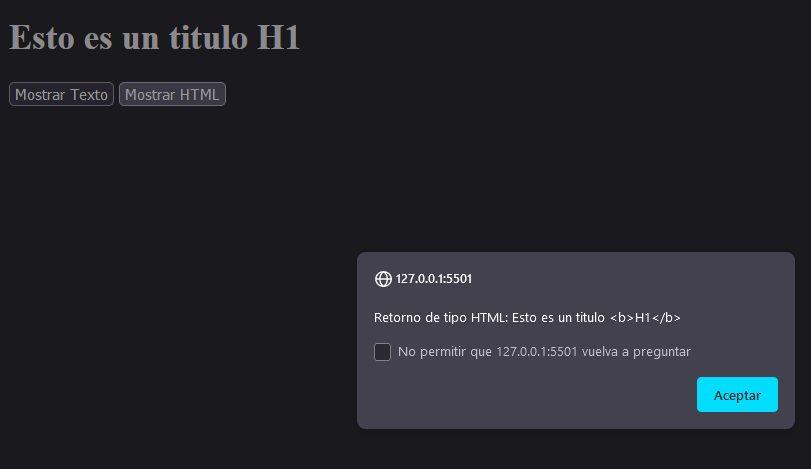 Esto es un titulo H1
Mostrar Texto Mostrar HTML
127.0.0.1:5501
Retorno de tipo HTML: Esto es un titulo <b>H1</b>
No permitir que 127.0.0.1:5501 vuelva a preguntar
Aceptar